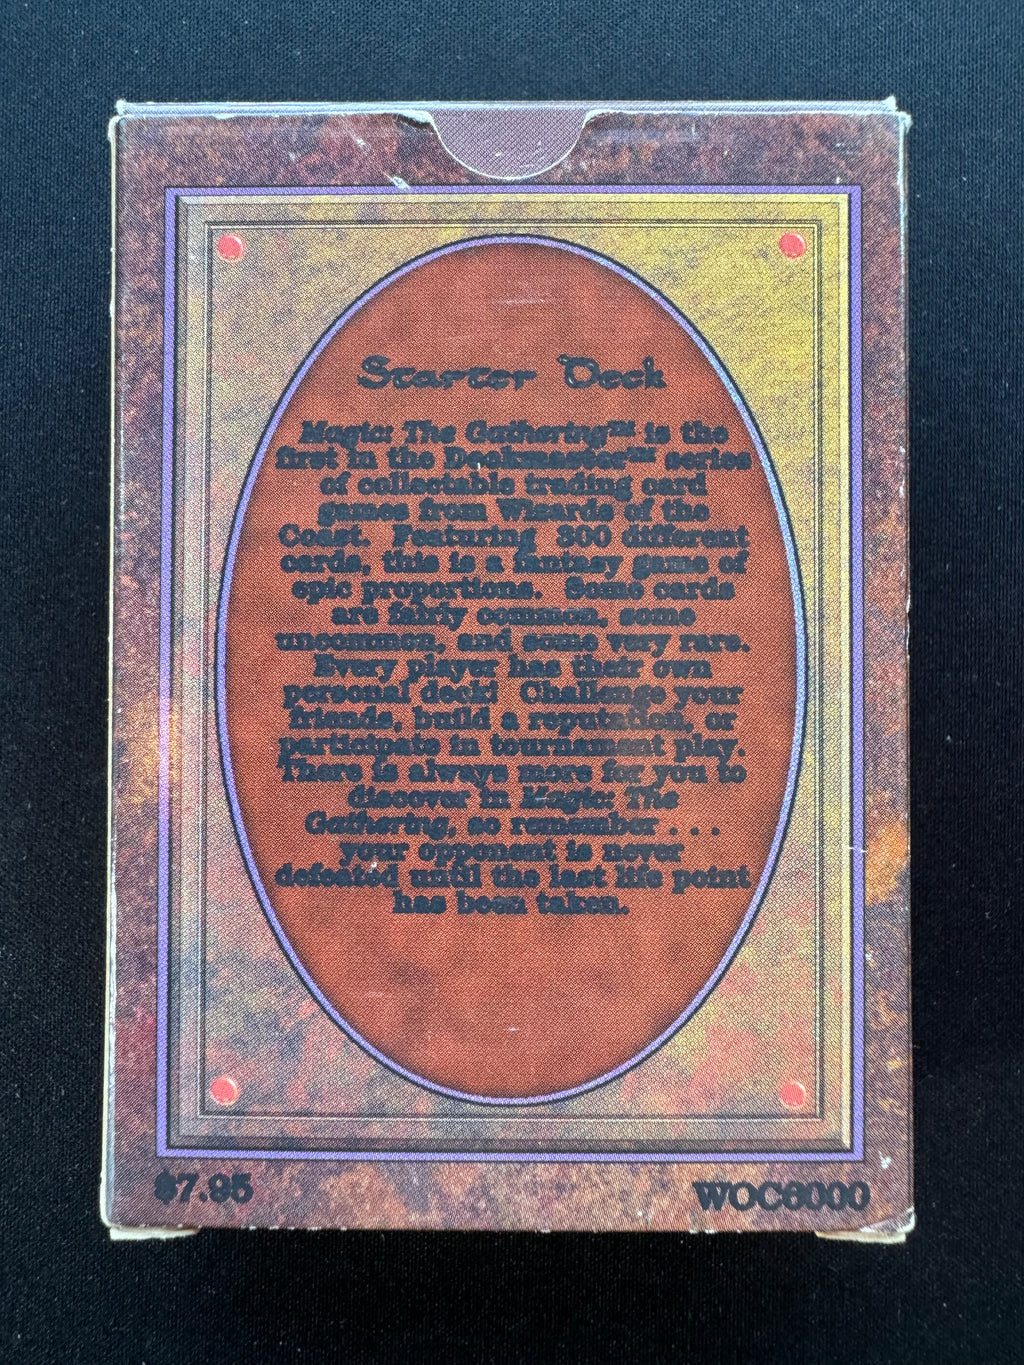 Starter Deck
Magic: The Gathering™ is the
first in the Deckmaster™ series
of collectable trading card
games from Wizards of the
Coast. Featuring 300 different
cards, this is a fantasy game of
epic proportions. Some cards
are fairly common, some
uncommon, and some very rare.
Every player has their own
personal deck! Challenge your
friends, build a reputation, or
participate in tournament play.
There is always more for you to
discover in Magic: The
Gathering, so remember . . .
your opponent is never
defeated until the last life point
has been taken.
$7.95
WOC6000